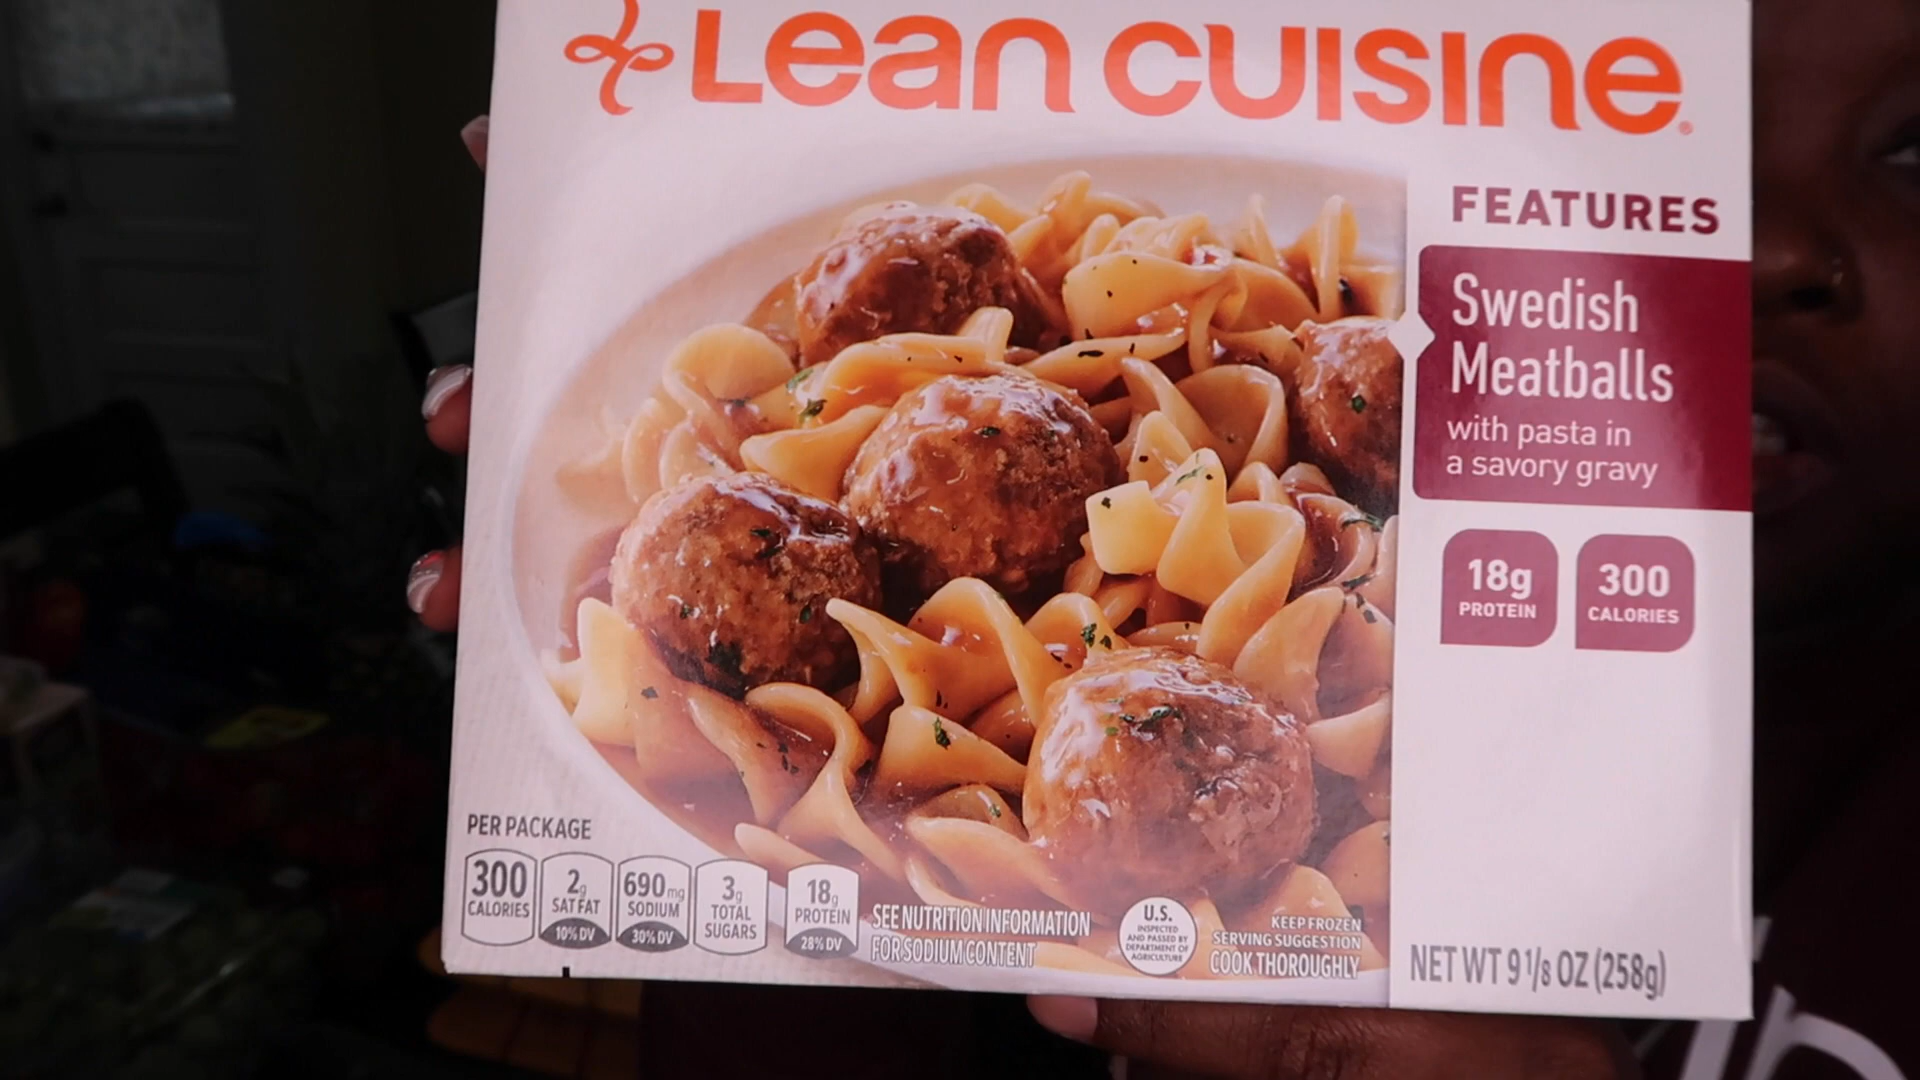 Lean Cuisine®
FEATURES
Swedish
Meatballs
with pasta in
a savory gravy
18g
PROTEIN
300
CALORIES
PER PACKAGE
300
CALORIES
2g
SAT FAT
10% DV
690mg
SODIUM
30% DV
3g
TOTAL
SUGARS
18g
PROTEIN
28% DV
SEE NUTRITION INFORMATION
FOR SODIUM CONTENT
U.S.
INSPECTED
AND PASSED BY
DEPARTMENT OF
AGRICULTURE
KEEP FROZEN
SERVING SUGGESTION
COOK THOROUGHLY
NET WT 9 1/8 OZ (258g)